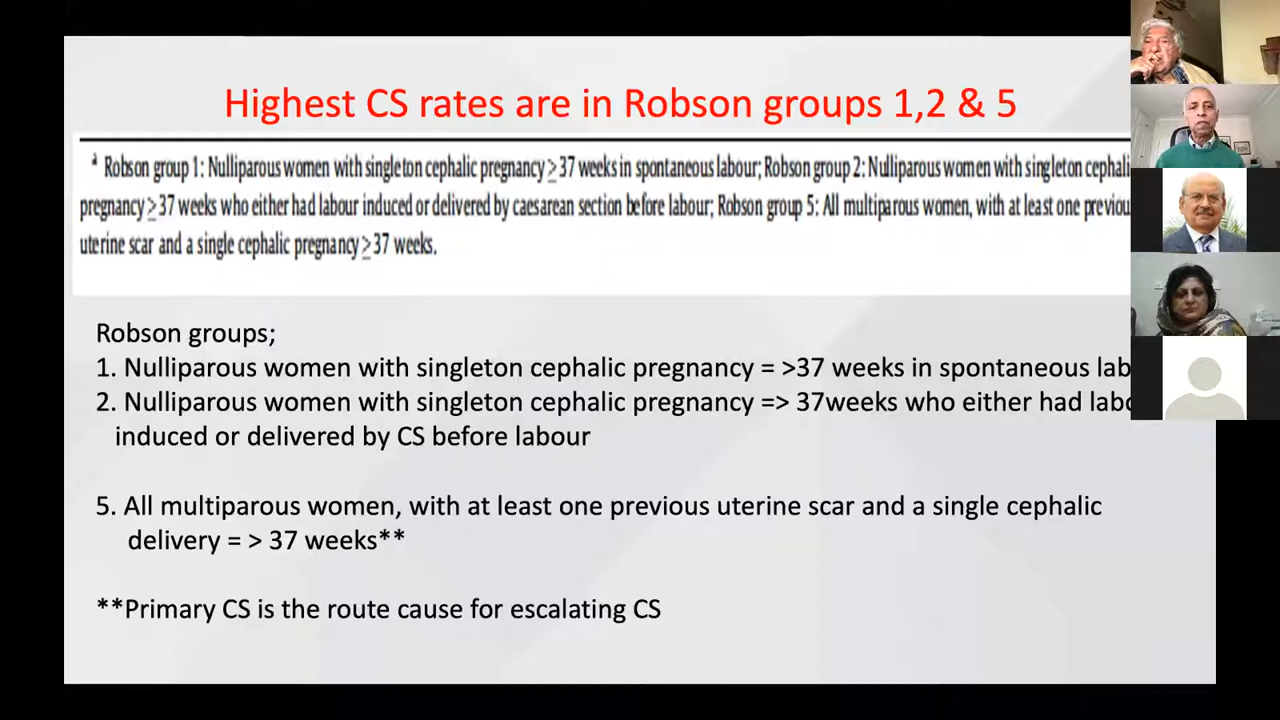 Highest CS rates are in Robson groups 1,2 & 5
a Robson group 1: Nulliparous women with singleton cephalic pregnancy ≥ 37 weeks in spontaneous labour; Robson group 2: Nulliparous women with singleton cephali
pregnancy ≥ 37 weeks who either had labour induced or delivered by caesarean section before labour; Robson group 5: All multiparous women, with at least one previou
uterine scar and a single cephalic pregnancy ≥ 37 weeks.
Robson groups;
1. Nulliparous women with singleton cephalic pregnancy = >37 weeks in spontaneous lab
2. Nulliparous women with singleton cephalic pregnancy => 37weeks who either had labo
induced or delivered by CS before labour
5. All multiparous women, with at least one previous uterine scar and a single cephalic
delivery = > 37 weeks**
**Primary CS is the route cause for escalating CS